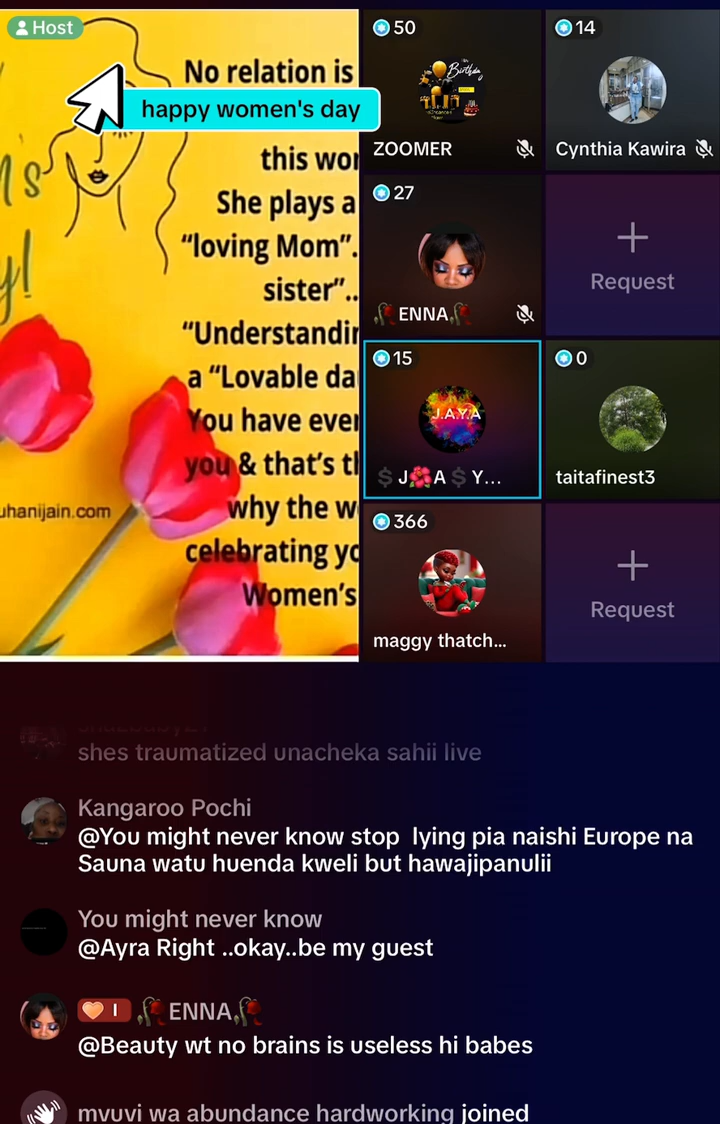 Host
No relation is
happy women's day
this wor
She plays a
“loving Mom”.
sister”..
“Understandin
a “Lovable da
You have ever
you & that’s th
why the w
celebrating yo
Women’s
n's
y!
uhanijain.com
50
Birthday
ZOOMER
14
Cynthia Kawira
27
🥀ENNA🥀
Request
15
J.A.Y.A
$ J🌺A $ Y...
0
taitafinest3
366
maggy thatch...
Request
shes traumatized unacheka sahii live
Kangaroo Pochi
@You might never know stop lying pia naishi Europe na
Sauna watu huenda kweli but hawajipanulii
You might never know
@Ayra Right ..okay..be my guest
I 🥀ENNA🥀
@Beauty wt no brains is useless hi babes
mvuvi wa abundance hardworking joined